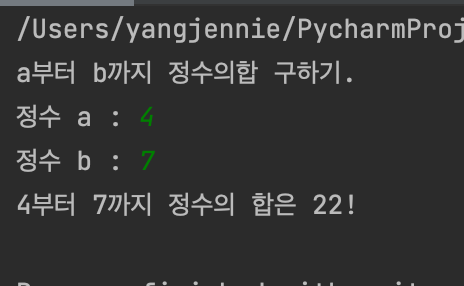 /Users/yangjennie/PycharmProj
a부터 b까지 정수의합 구하기.
정수 a : 4
정수 b : 7
4부터 7까지 정수의 합은 22!